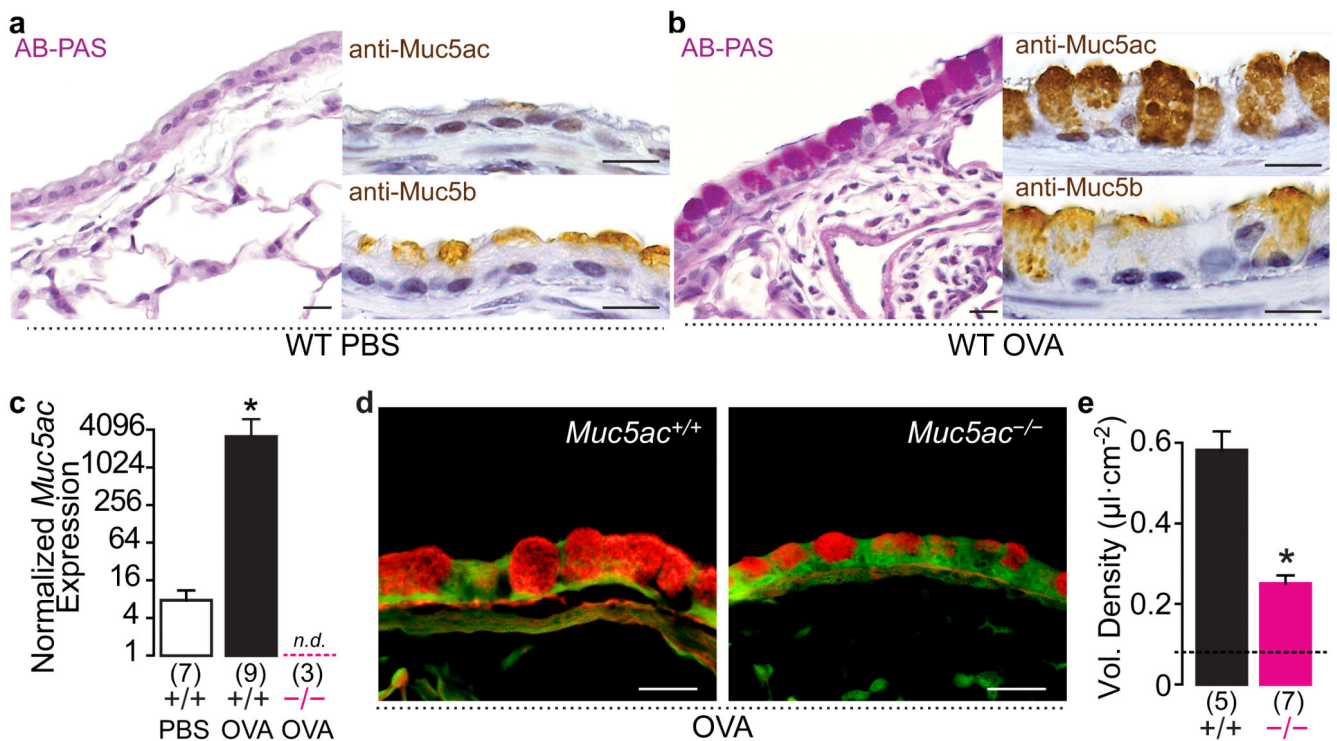 a
AB-PAS
anti-Muc5ac
anti-Muc5b
WT PBS
b
AB-PAS
anti-Muc5ac
anti-Muc5b
WT OVA
c
Normalized Muc5ac
Expression
4096
1024
256
64
16
4
1
*
n.d.
(7) (9) (3)
+/+ +/+ −/−
PBS OVA OVA
d
Muc5ac+/+
Muc5ac−/−
OVA
e
Vol. Density (µl·cm-2)
0.6
0.4
0.2
0
*
(5) (7)
+/+ −/−